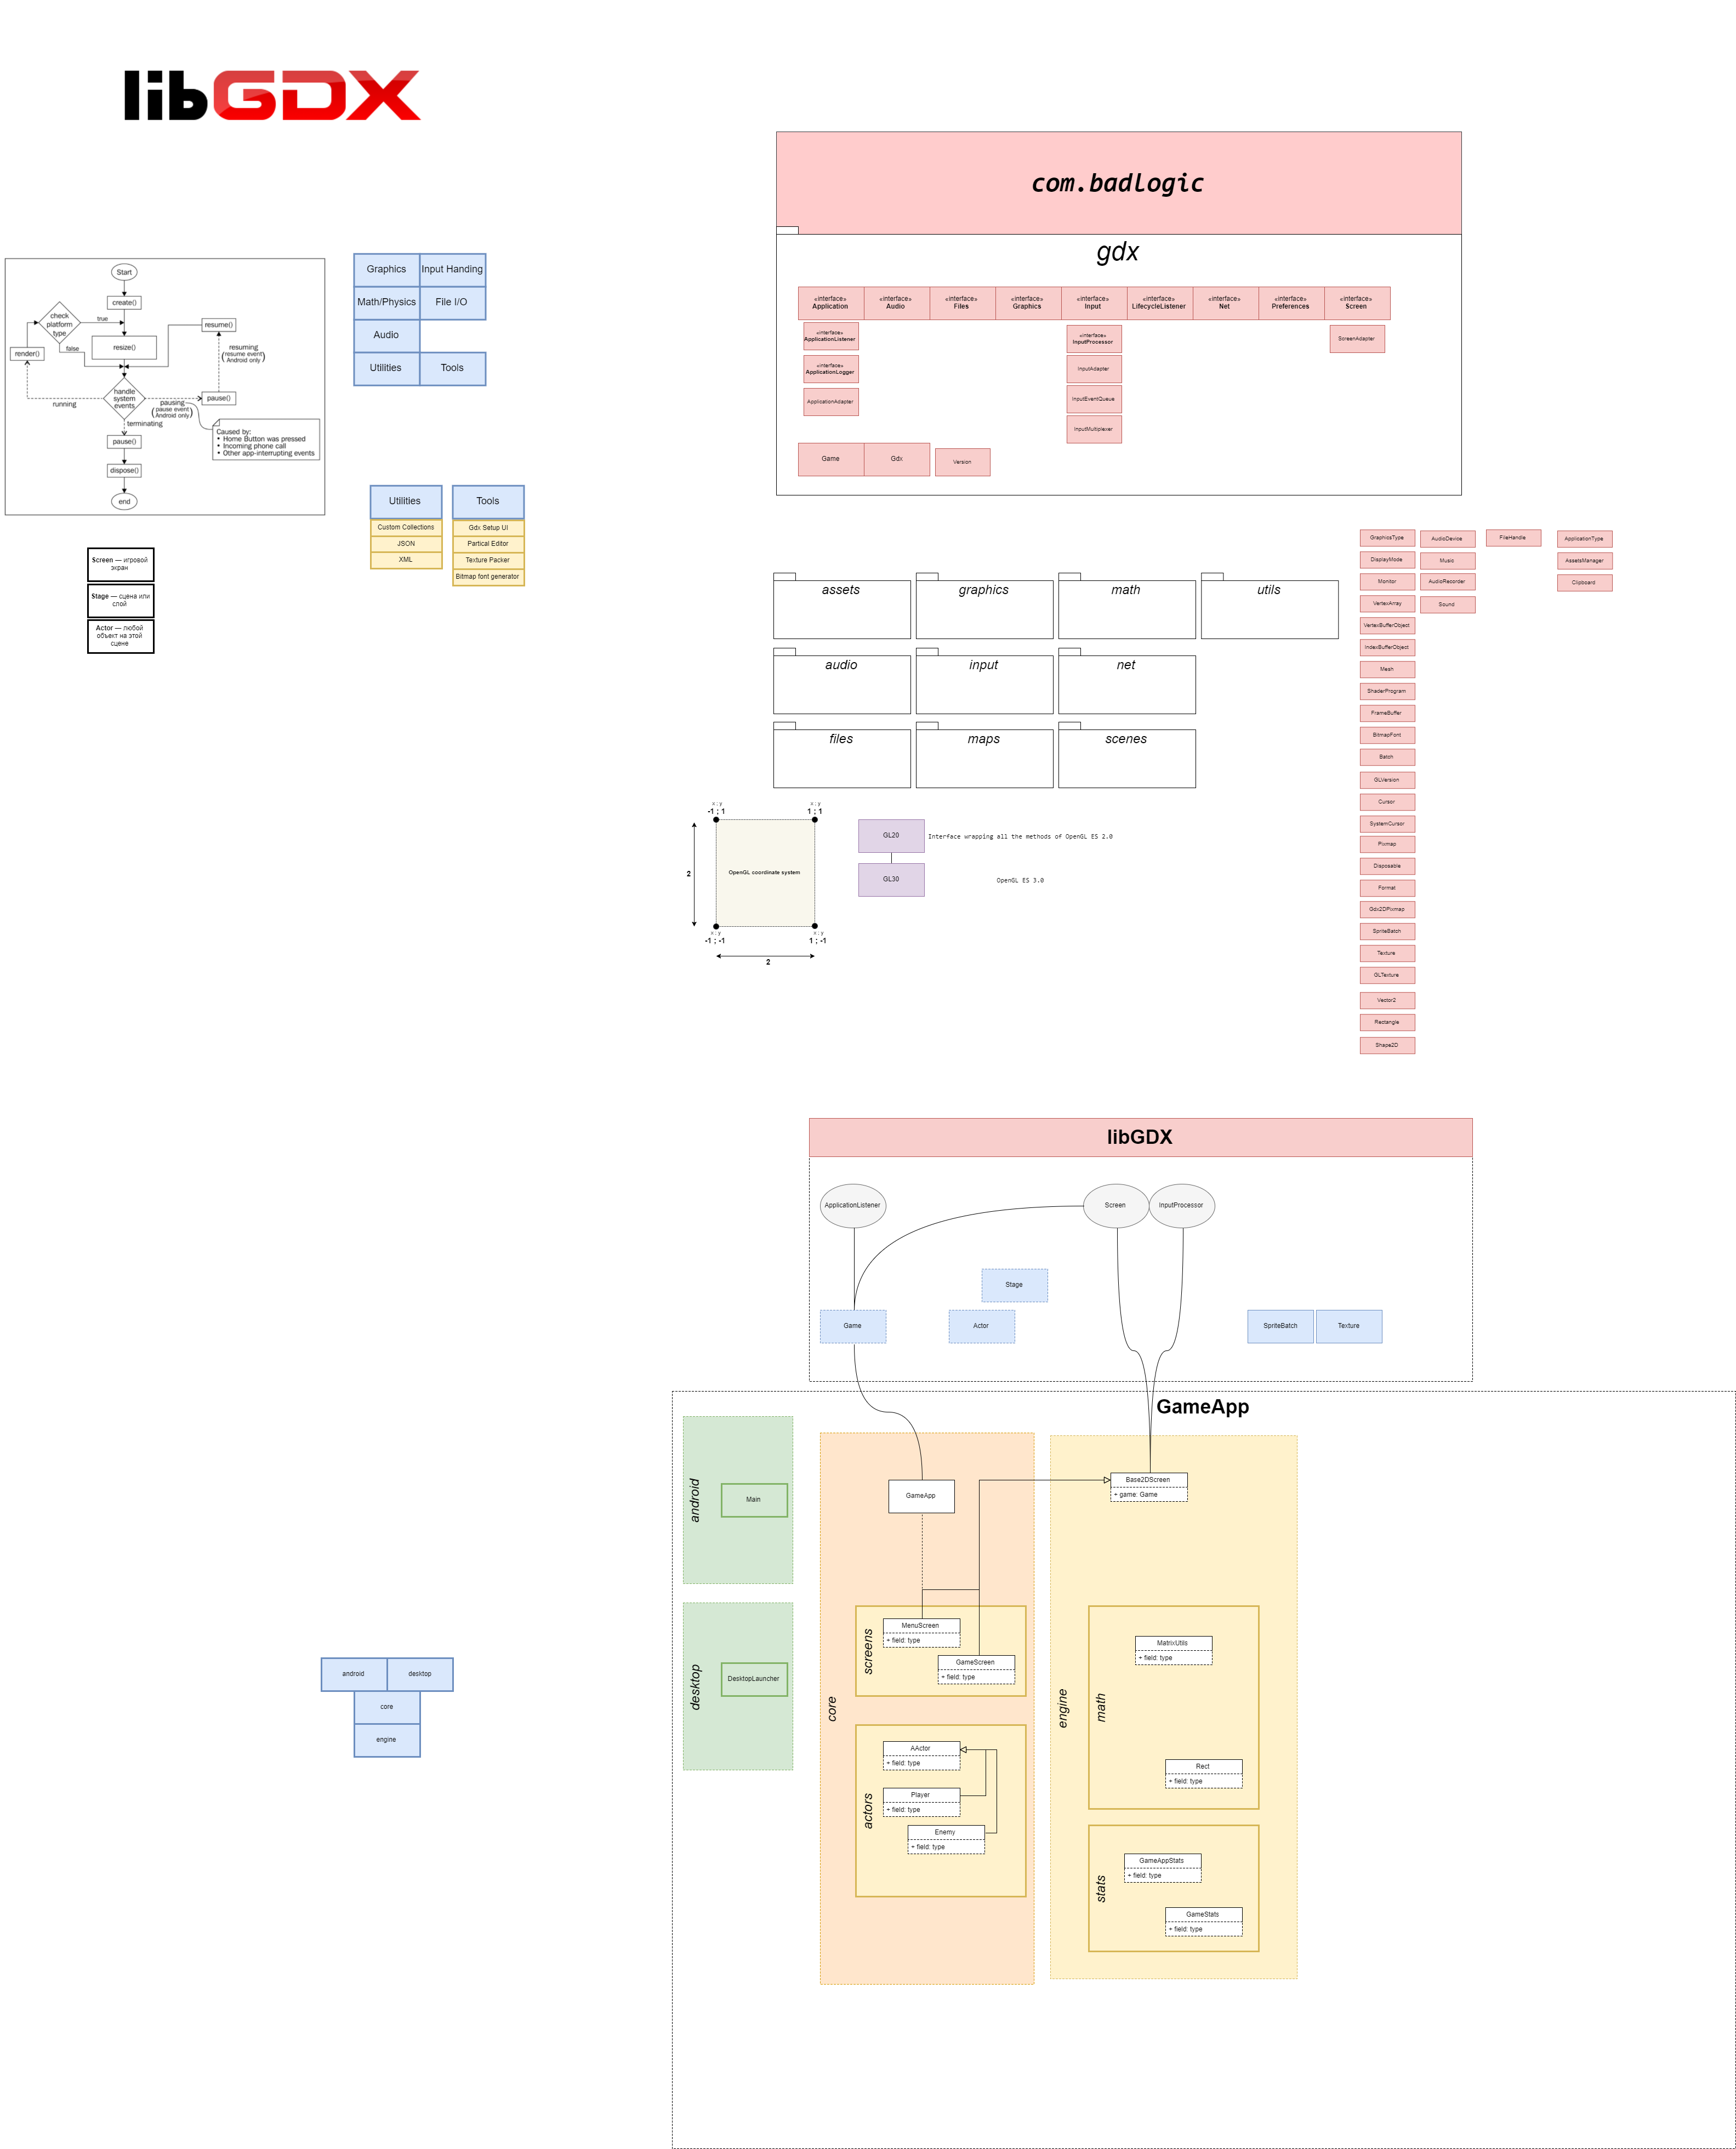 libGDX
Start
create()
check
platform
type
true
false
resize()
render()
resume()
resuming
(resume event)
Android only
handle
system
events
running
pausing
(pause event)
Android only
pause()
terminating
Caused by:
• Home Button was pressed
• Incoming phone call
• Other app-interrupting events
pause()
dispose()
end
Graphics
Input Handing
Math/Physics
File I/O
Audio
Utilities
Tools
Utilities
Custom Collections
JSON
XML
Tools
Gdx Setup UI
Partical Editor
Texture Packer
Bitmap font generator
Screen — игровой
экран
Stage — сцена или
слой
Actor — любой
объект на этой
сцене
com.badlogic
gdx
«interface»
Application
«interface»
Audio
«interface»
Files
«interface»
Graphics
«interface»
Input
«interface»
LifecycleListener
«interface»
Net
«interface»
Preferences
«interface»
Screen
«interface»
ApplicationListener
«interface»
ApplicationLogger
ApplicationAdapter
«interface»
InputProcessor
InputAdapter
InputEventQueue
InputMultiplexer
ScreenAdapter
Game
Gdx
Version
assets
graphics
math
utils
audio
input
net
files
maps
scenes
GraphicsType
DisplayMode
Monitor
VertexArray
VertexBufferObject
IndexBufferObject
Mesh
ShaderProgram
FrameBuffer
BitmapFont
Batch
GLVersion
Cursor
SystemCursor
Pixmap
Disposable
Format
Gdx2DPixmap
SpriteBatch
Texture
GLTexture
Vector2
Rectangle
Shape2D
AudioDevice
Music
AudioRecorder
Sound
FileHandle
ApplicationType
AssetsManager
Clipboard
x ; y
-1 ; 1
x ; y
1 ; 1
2
OpenGL coordinate system
x ; y
-1 ; -1
x ; y
1 ; -1
2
GL20
Interface wrapping all the methods of OpenGL ES 2.0
GL30
OpenGL ES 3.0
libGDX
ApplicationListener
Screen
InputProcessor
Stage
Game
Actor
SpriteBatch
Texture
GameApp
android
Main
desktop
DesktopLauncher
core
GameApp
screens
MenuScreen
+ field: type
GameScreen
+ field: type
actors
AActor
+ field: type
Player
+ field: type
Enemy
+ field: type
engine
Base2DScreen
+ game: Game
math
MatrixUtils
+ field: type
Rect
+ field: type
stats
GameAppStats
+ field: type
GameStats
+ field: type
android
desktop
core
engine